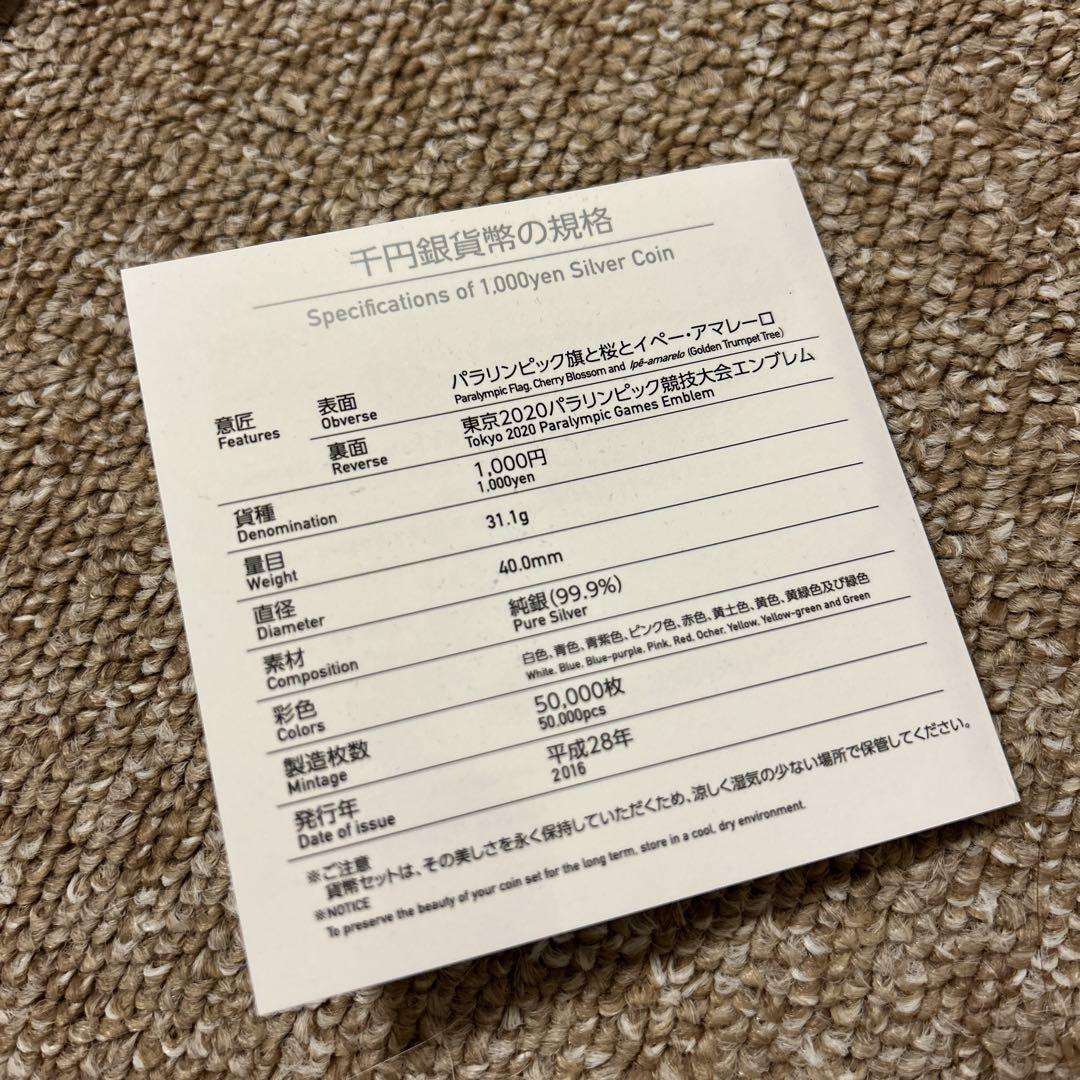 千円銀貨幣の規格
Specifications of 1,000yen Silver Coin
意匠
Features
表面
Obverse
パラリンピック旗と桜とイペー・アマレーロ
Paralympic Flag, Cherry Blossom and Ipê-amarelo (Golden Trumpet Tree)
裏面
Reverse
東京2020パラリンピック競技大会エンブレム
Tokyo 2020 Paralympic Games Emblem
貨種
Denomination
1,000円
1,000yen
量目
Weight
31.1g
直径
Diameter
40.0mm
素材
Composition
純銀(99.9%)
Pure Silver
彩色
Colors
白色、青色、青紫色、ピンク色、赤色、黄土色、黄色、黄緑色及び緑色
White, Blue, Blue-purple, Pink, Red, Ocher, Yellow, Yellow-green and Green
製造枚数
Mintage
50,000枚
50,000pcs
発行年
Date of issue
平成28年
2016
※ご注意
貨幣セットは、その美しさを永く保持していただくため、涼しく湿気の少ない場所で保管してください。
※NOTICE
To preserve the beauty of your coin set for the long term, store in a cool, dry environment.